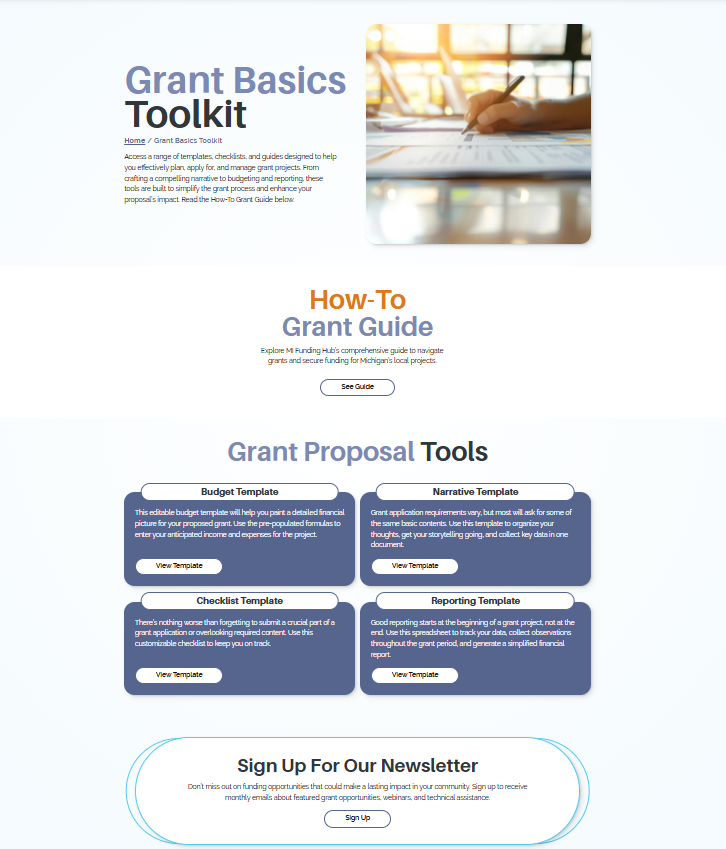 Grant Basics
Toolkit
Home / Grant Basics Toolkit
Access a range of templates, checklists, and guides designed to help
you effectively plan, apply for, and manage grant projects. From
crafting a compelling narrative to budgeting and reporting, these
tools are built to simplify the grant process and enhance your
proposal's impact. Read the How-To Grant Guide below.
How-To
Grant Guide
Explore MI Funding Hub's comprehensive guide to navigate
grants and secure funding for Michigan's local projects.
See Guide
Grant Proposal Tools
Budget Template
This editable budget template will help you paint a detailed financial
picture for your proposed grant. Use the pre-populated formulas to
enter your anticipated income and expenses for the project.
View Template
Narrative Template
Grant application requirements vary, but most will ask for some of
the same basic contents. Use this template to organize your
thoughts, get your storytelling going, and collect key data in one
document.
View Template
Checklist Template
There's nothing worse than forgetting to submit a crucial part of a
grant application or overlooking required content. Use this
customizable checklist to keep you on track.
View Template
Reporting Template
Good reporting starts at the beginning of a grant project, not at the
end. Use this spreadsheet to track your data, collect observations
throughout the grant period, and generate a simplified financial
report.
View Template
Sign Up For Our Newsletter
Don't miss out on funding opportunities that could make a lasting impact in your community. Sign up to receive
monthly emails about featured grant opportunities, webinars, and technical assistance.
Sign Up